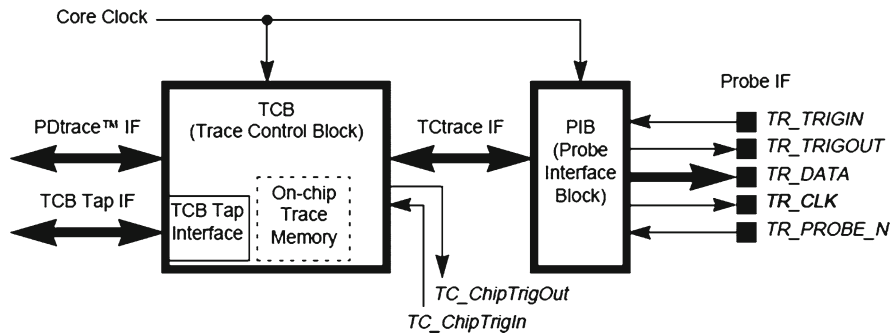 Core Clock
Probe IF
TCB
(Trace Control Block)
PDtrace™ IF
TCtrace IF
PIB
(Probe
Interface
Block)
TR_TRIGIN
TR_TRIGOUT
TR_DATA
TR_CLK
TR_PROBE_N
TCB Tap IF
TCB Tap
Interface
On-chip
Trace
Memory
TC_ChipTrigOut
TC_ChipTrigIn